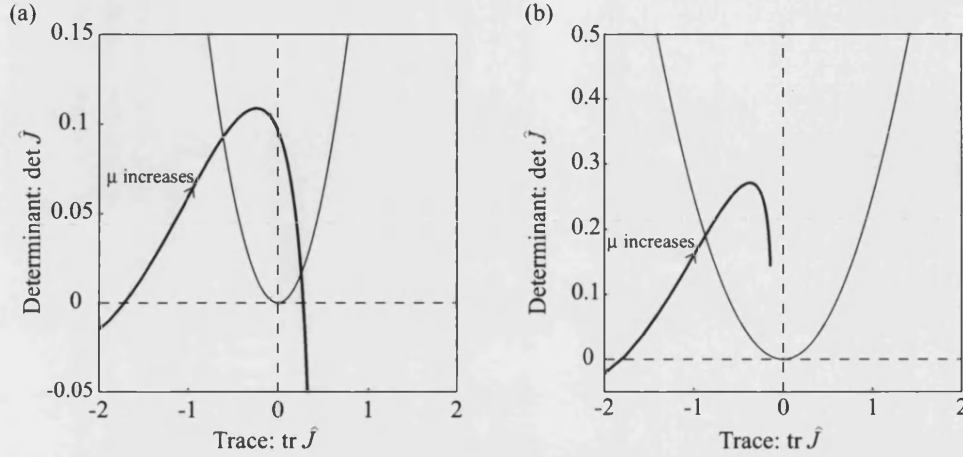 (a)
0.15
0.1
0.05
0
-0.05
-2
-1
0
1
2
Determinant: det Ĵ
μ increases
Trace: tr Ĵ
(b)
0.5
0.4
0.3
0.2
0.1
0
-2
-1
0
1
2
Determinant: det Ĵ
μ increases
Trace: tr Ĵ